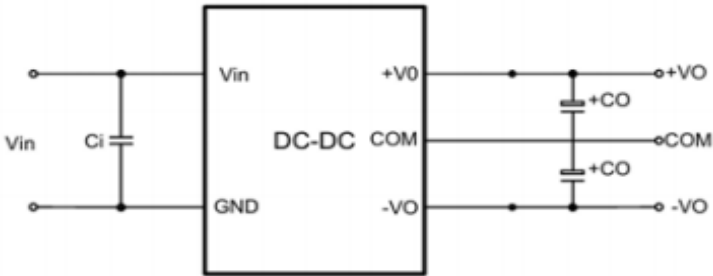 Vin +V0 +VO
+CO
Vin Ci DC-DC COM COM
+CO
GND -VO -VO